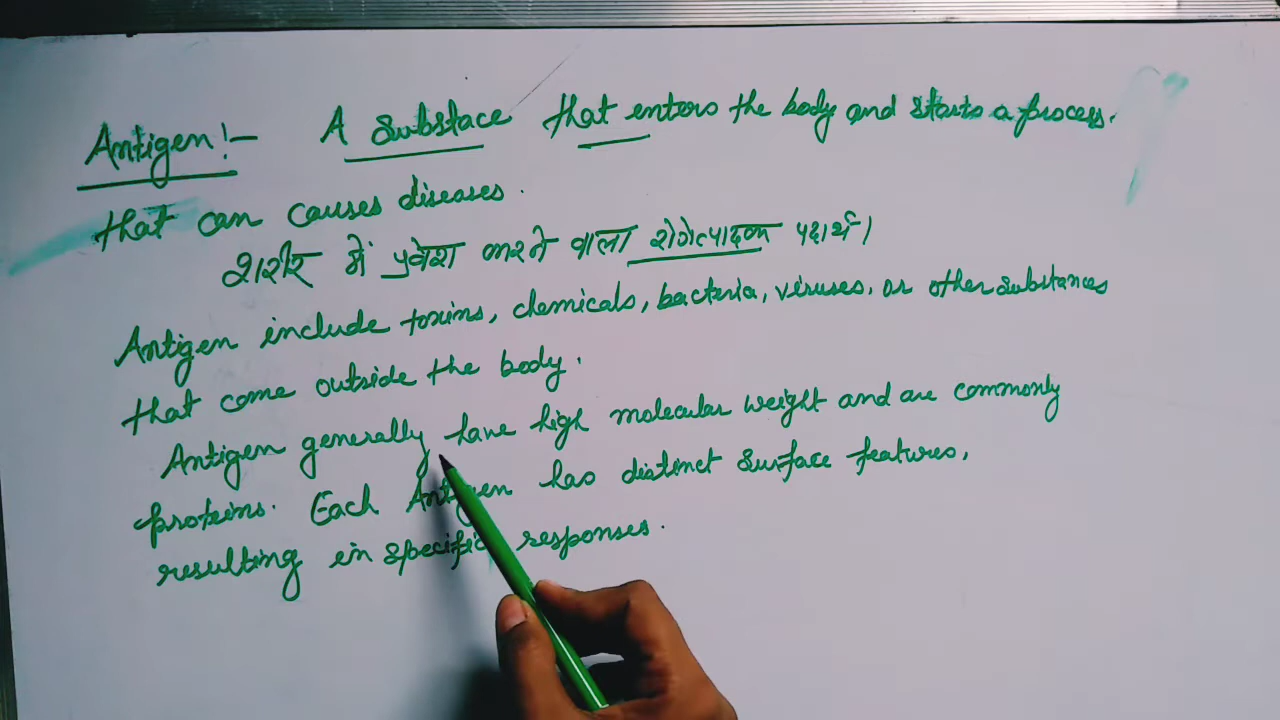 Antigen!- A Substace that enters the body and starts a process.
that can causes diseases.
शरीर में प्रवेश करने वाला रोगोत्पादक पदार्थ।
Antigen include toxins, chemicals, bacteria, viruses, or other substances
that come outside the body.
Antigen generally have high molecular weight and are commonly
proteins. Each Antigen has distinct surface features,
resulting in specific responses.